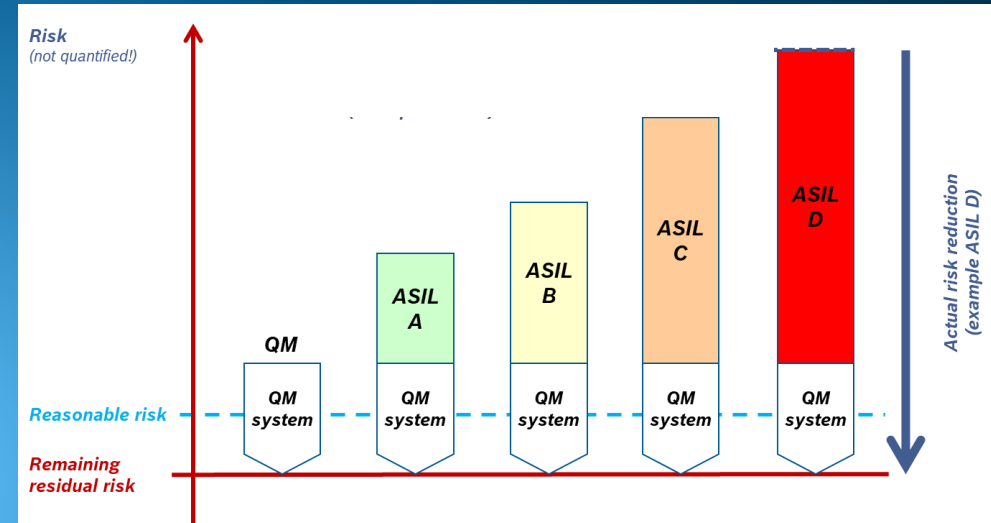 Risk
(not quantified!)
ASIL
D
ASIL
C
ASIL
B
ASIL
A
QM
QM
system
QM
system
QM
system
QM
system
QM
system
Reasonable risk
Remaining
residual risk
Actual risk reduction
(example ASIL D)